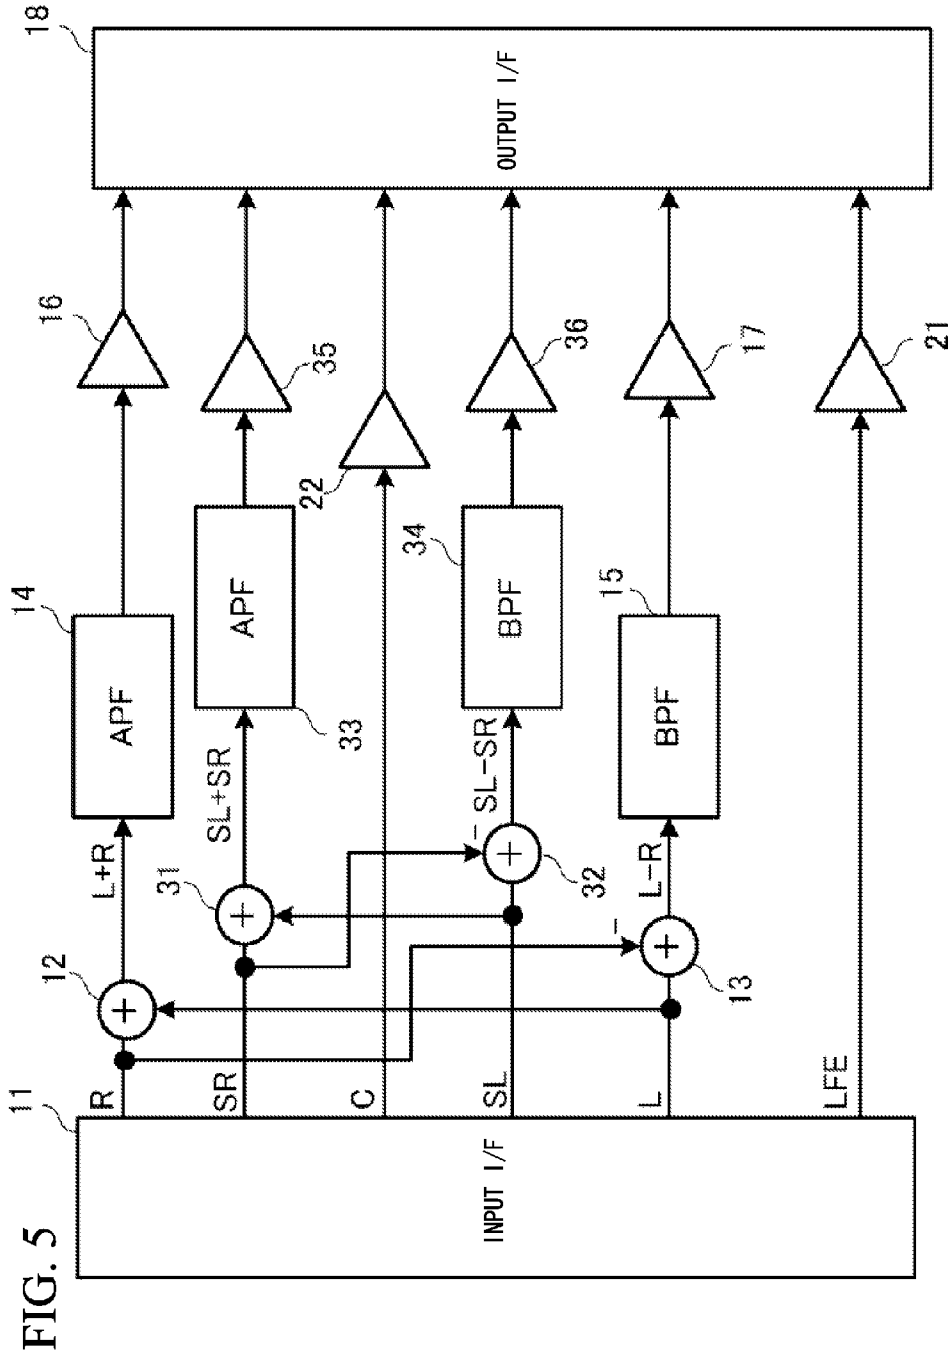 FIG. 5
11
INPUT I/F
R
SR
C
SL
L
LFE
12
+
13
+
-
31
+
32
+
-
L+R
SL+SR
SL-SR
L-R
14
APF
33
APF
34
BPF
15
BPF
16
35
22
36
17
21
18
OUTPUT I/F